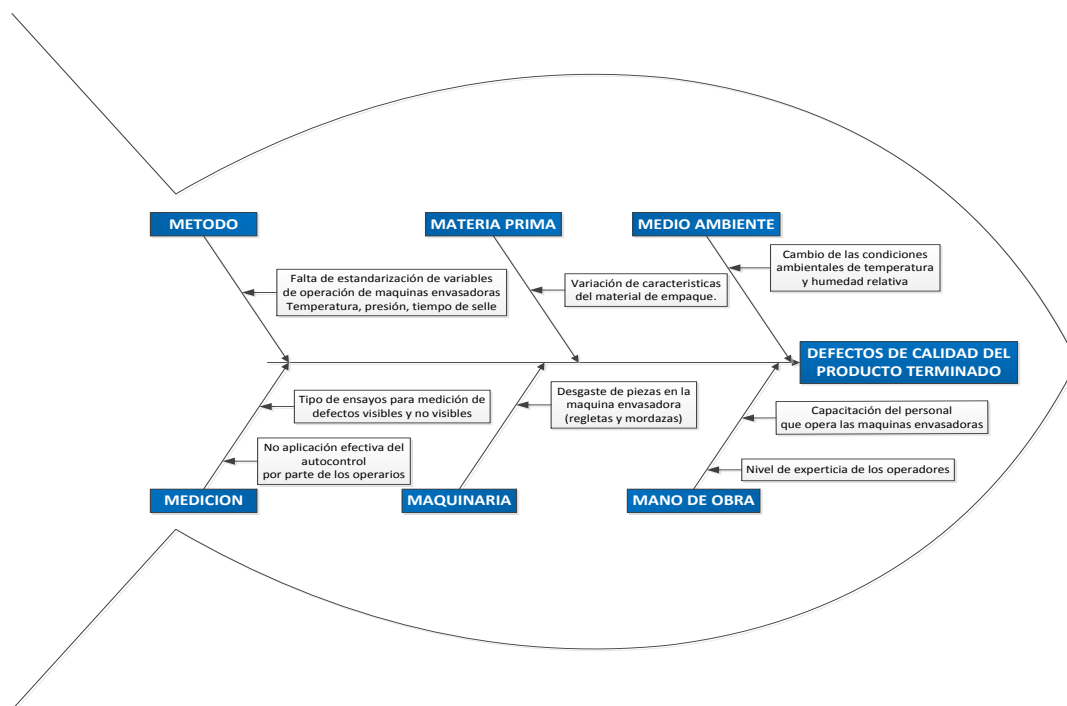 METODO
MATERIA PRIMA
MEDIO AMBIENTE
Falta de estandarización de variables
de operación de maquinas envasadoras
Temperatura, presión, tiempo de selle
Variación de caracteristicas
del material de empaque.
Cambio de las condiciones
ambientales de temperatura
y humedad relativa
DEFECTOS DE CALIDAD DEL
PRODUCTO TERMINADO
Tipo de ensayos para medición de
defectos visibles y no visibles
No aplicación efectiva del
autocontrol
por parte de los operarios
Desgaste de piezas en la
maquina envasadora
(regletas y mordazas)
Capacitación del personal
que opera las maquinas envasadoras
Nivel de experticia de los operadores
MEDICION
MAQUINARIA
MANO DE OBRA